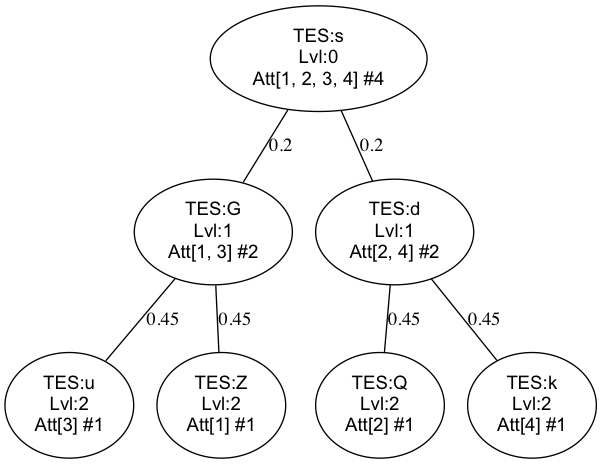 TES:s
Lvl:0
Att[1, 2, 3, 4] #4
0.2
0.2
TES:G
Lvl:1
Att[1, 3] #2
TES:d
Lvl:1
Att[2, 4] #2
0.45
0.45
0.45
0.45
TES:u
Lvl:2
Att[3] #1
TES:Z
Lvl:2
Att[1] #1
TES:Q
Lvl:2
Att[2] #1
TES:k
Lvl:2
Att[4] #1